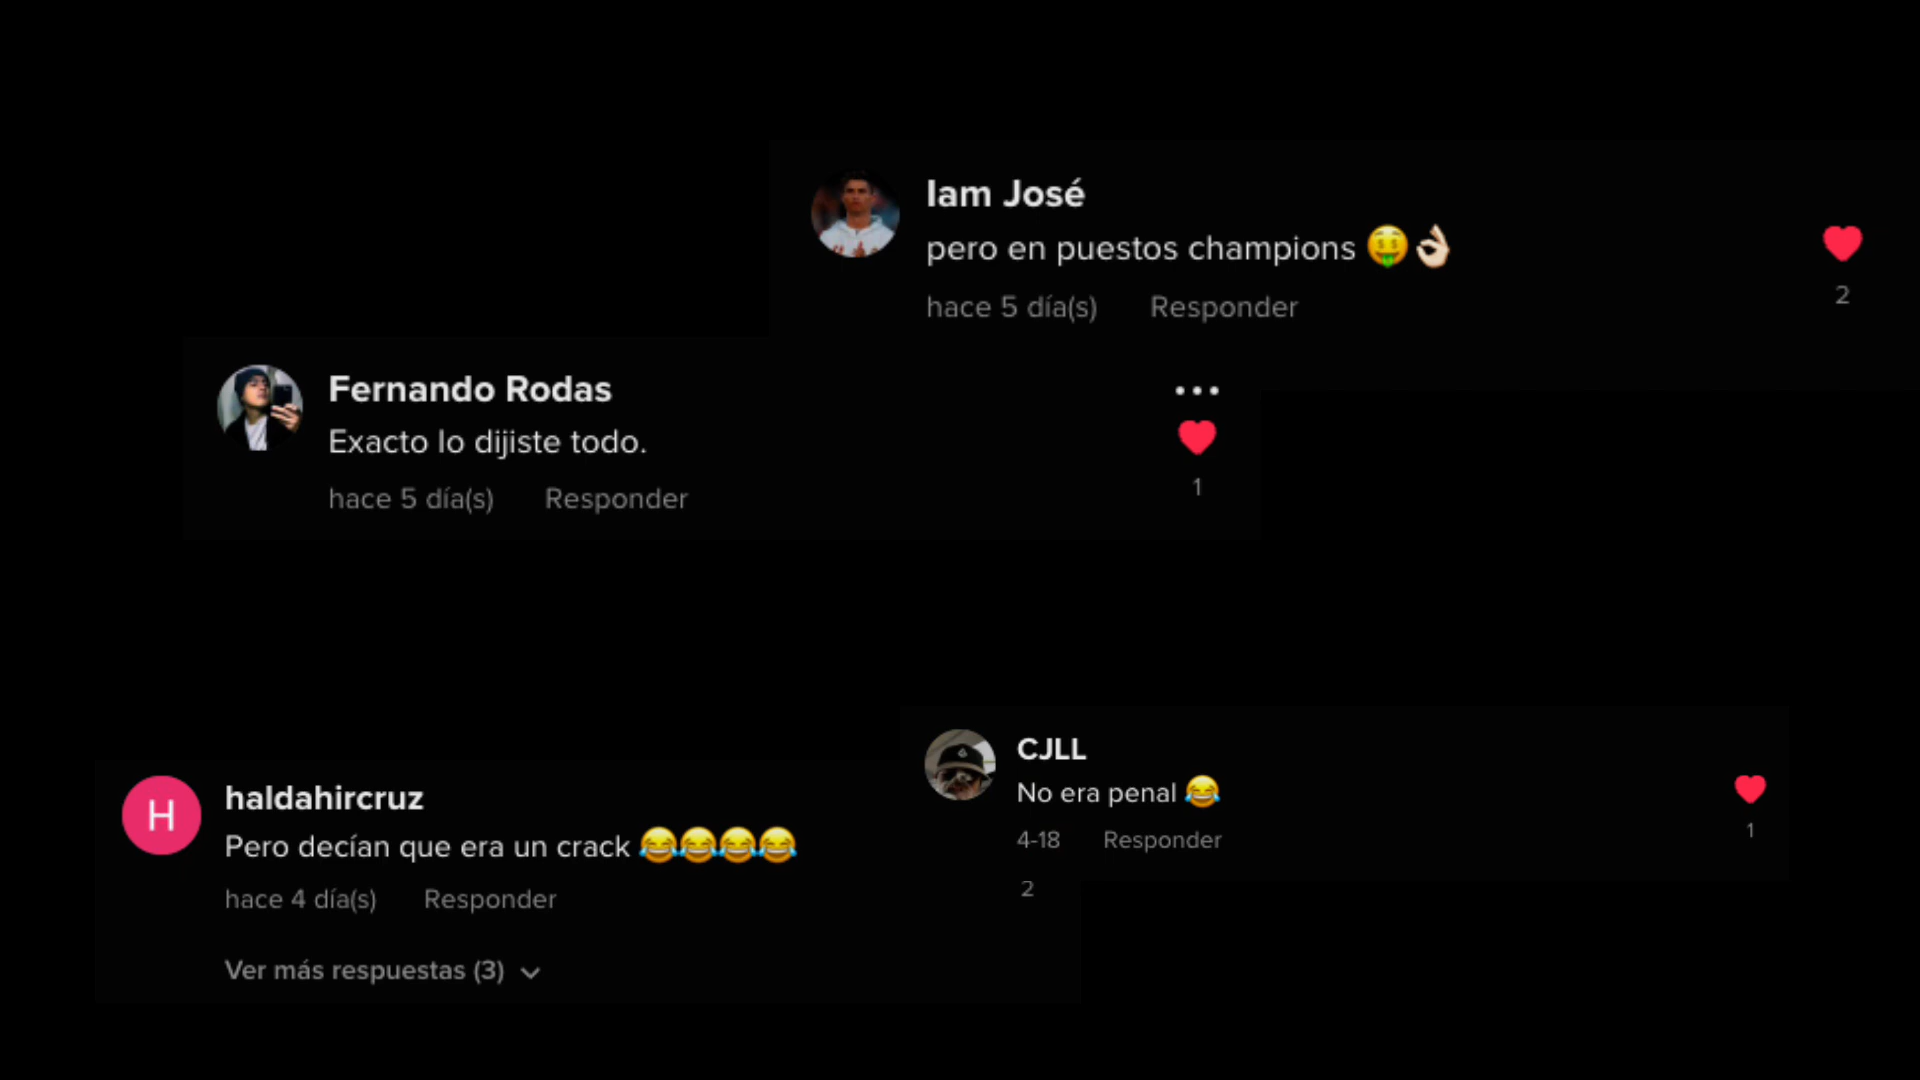 Iam José
pero en puestos champions 🤑👌🏻
hace 5 día(s) Responder
2
Fernando Rodas
Exacto lo dijiste todo.
hace 5 día(s) Responder
1
haldahircruz
Pero decían que era un crack 😂😂😂😂
hace 4 día(s) Responder
2
Ver más respuestas (3)
CJLL
No era penal 😂
4-18 Responder
1
H